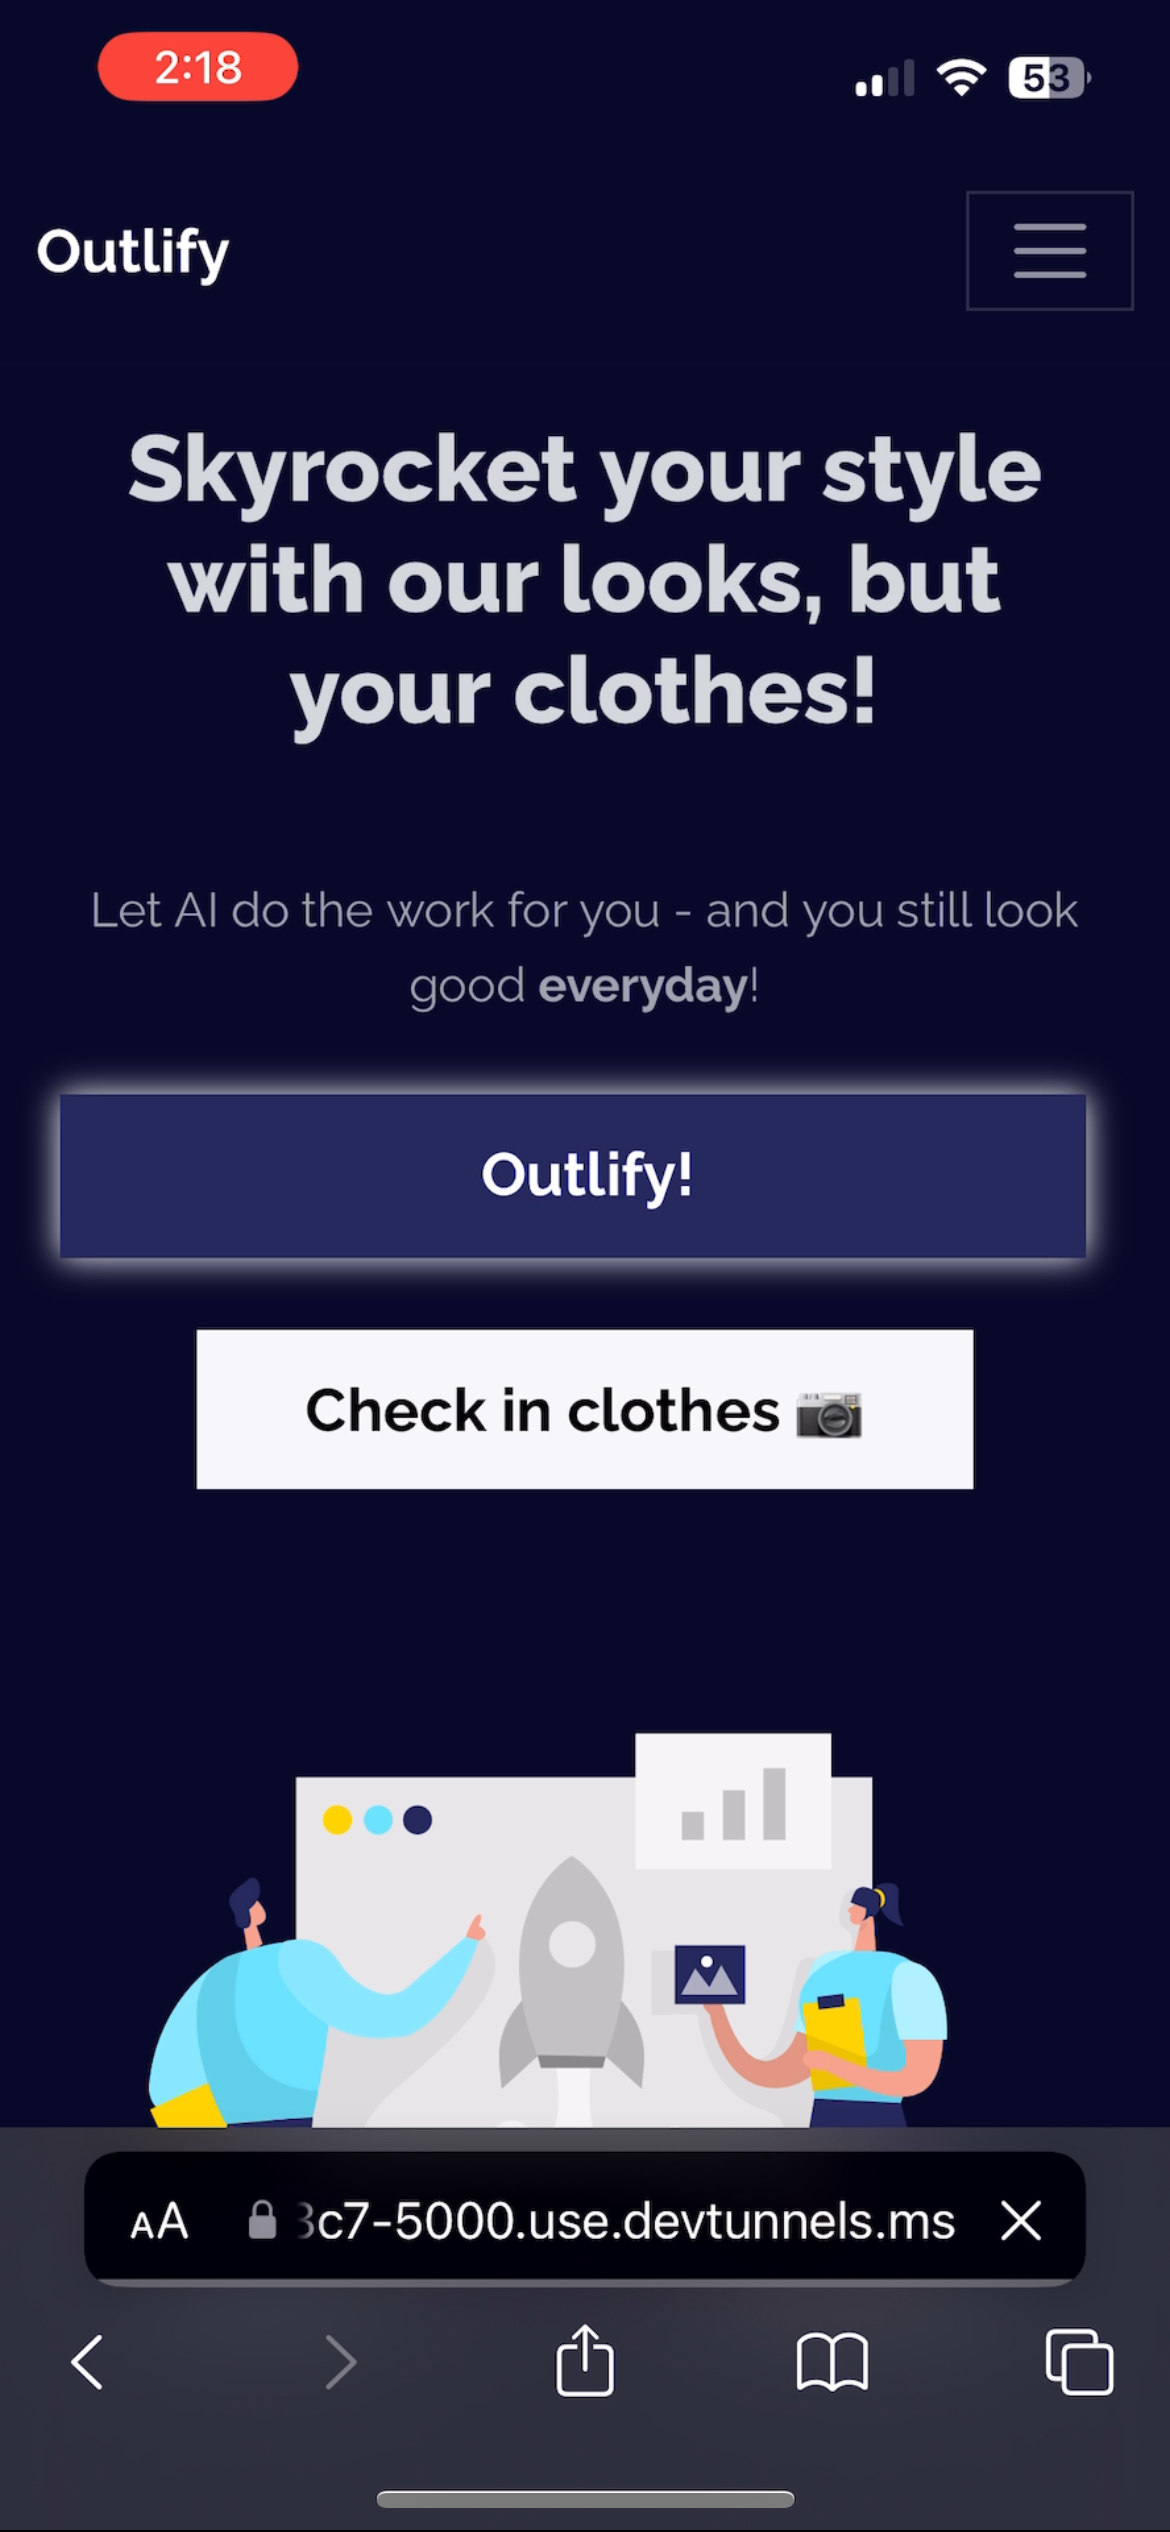 2:18
53
Outlify
Skyrocket your style
with our looks, but
your clothes!
Let AI do the work for you - and you still look
good everyday!
Outlify!
Check in clothes 📷
AA
3c7-5000.use.devtunnels.ms